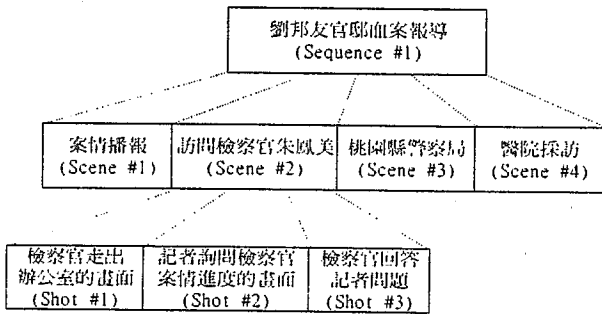 劉邦友官邸血案報導
(Sequence #1)
案情播報
(Scene #1)
訪問檢察官朱鳳美
(Scene #2)
桃園縣警察局
(Scene #3)
醫院採訪
(Scene #4)
檢察官走出
辦公室的畫面
(Shot #1)
記者詢問檢察官
案情進度的畫面
(Shot #2)
檢察官回答
記者問題
(Shot #3)